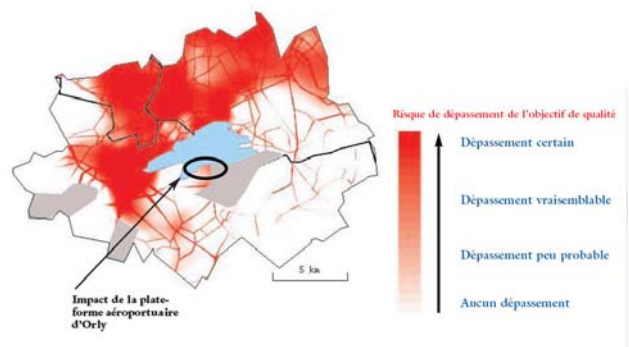 Risque de dépassement de l'objectif de qualité
Dépassement certain
Dépassement vraisemblable
Dépassement peu probable
Aucun dépassement
5 km
Impact de la plate-
forme aéroportuaire
d'Orly